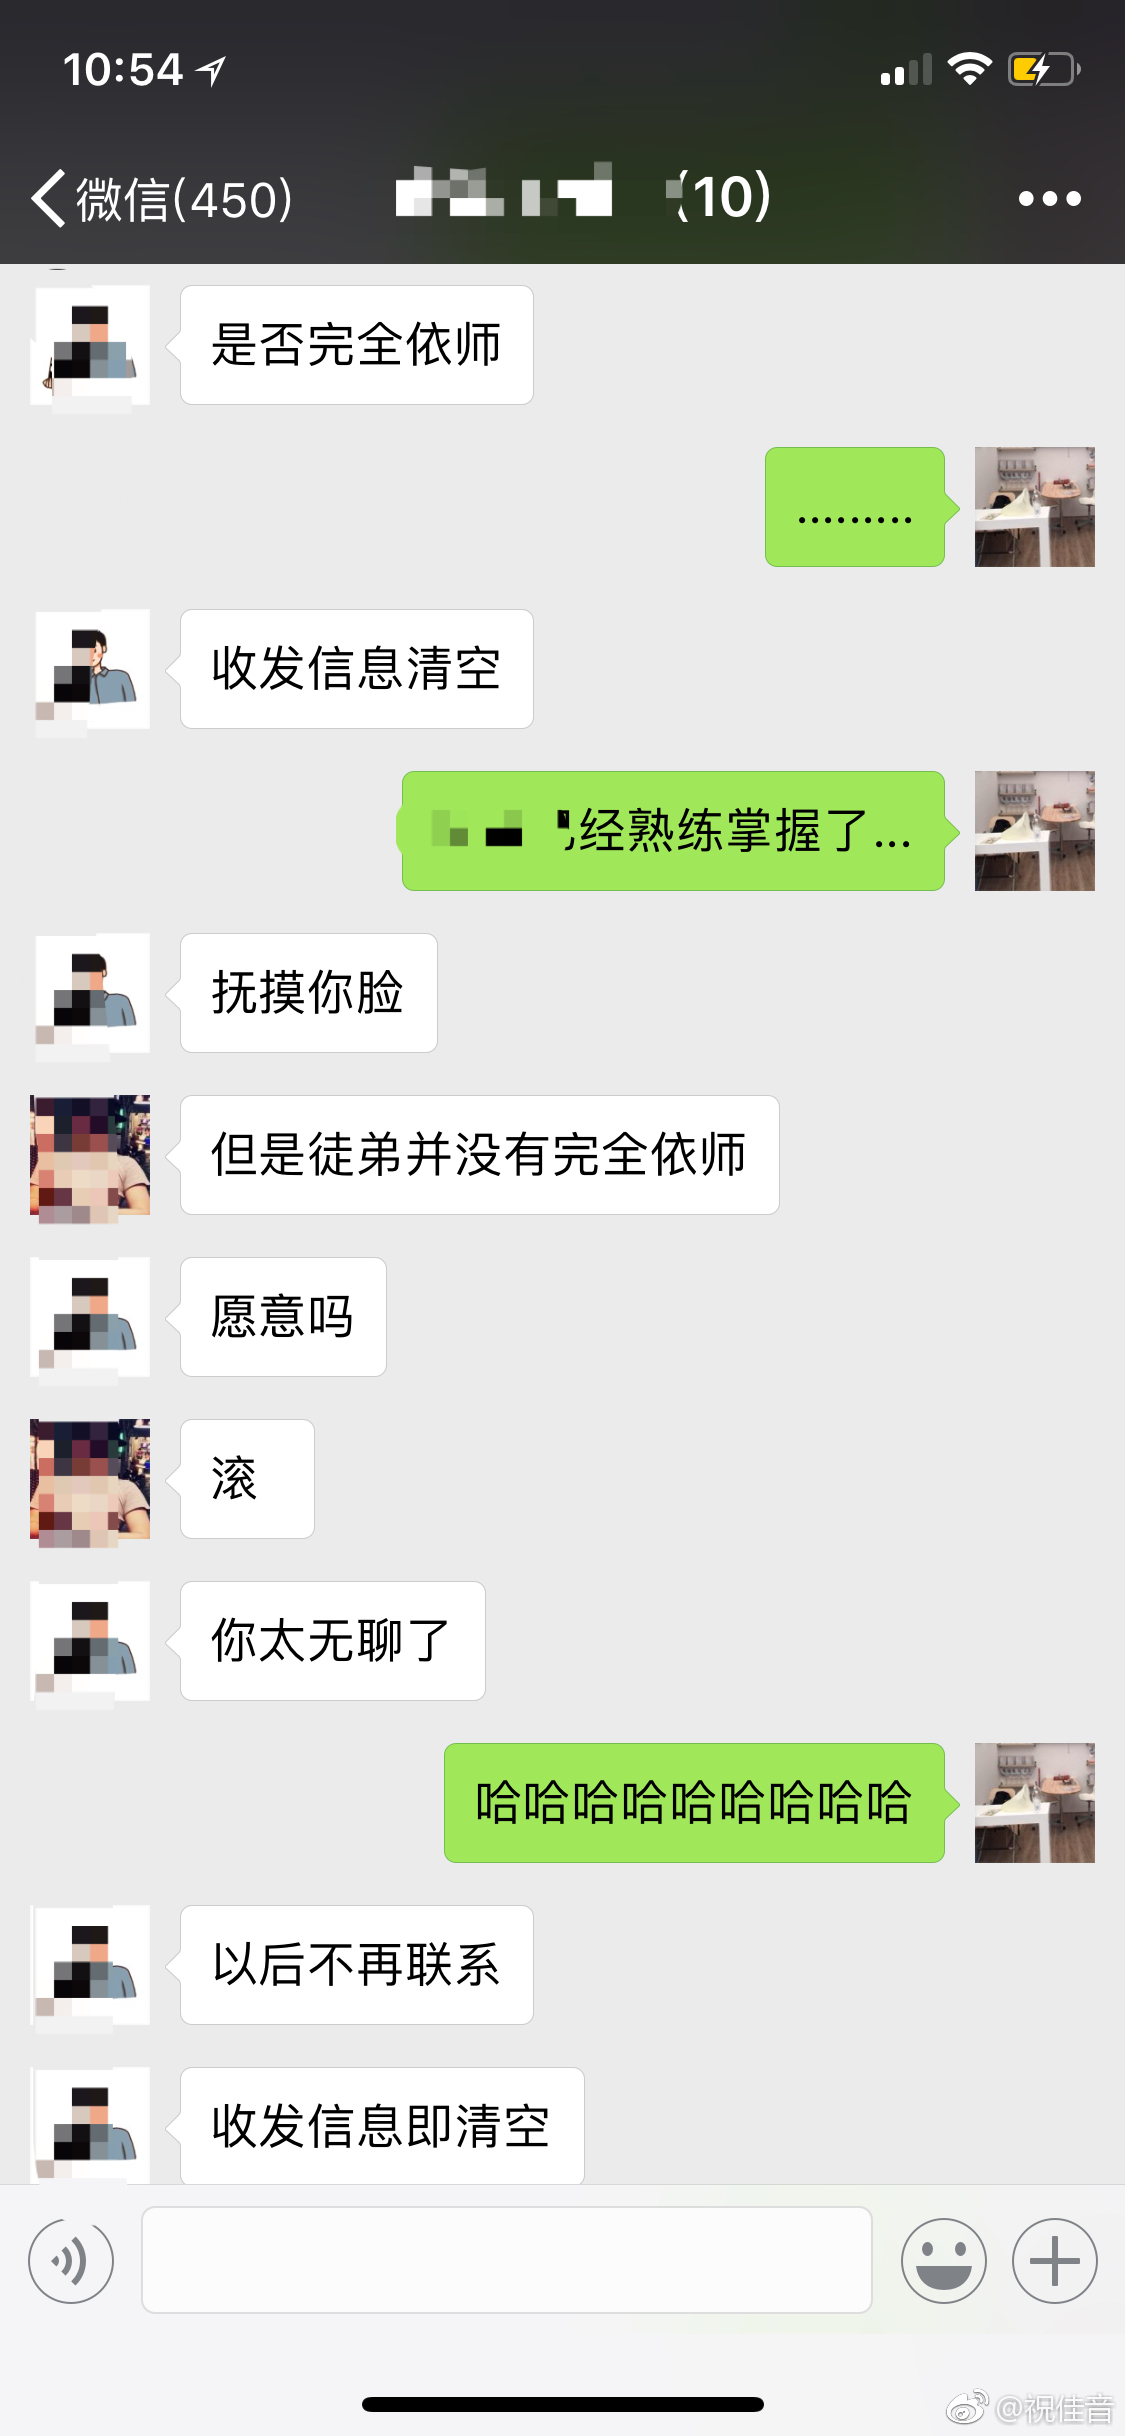 10:54
微信(450)
(10)
是否完全依师
.........
收发信息清空
经熟练掌握了...
抚摸你脸
但是徒弟并没有完全依师
愿意吗
滚
你太无聊了
哈哈哈哈哈哈哈哈哈
以后不再联系
收发信息即清空
@祝佳音